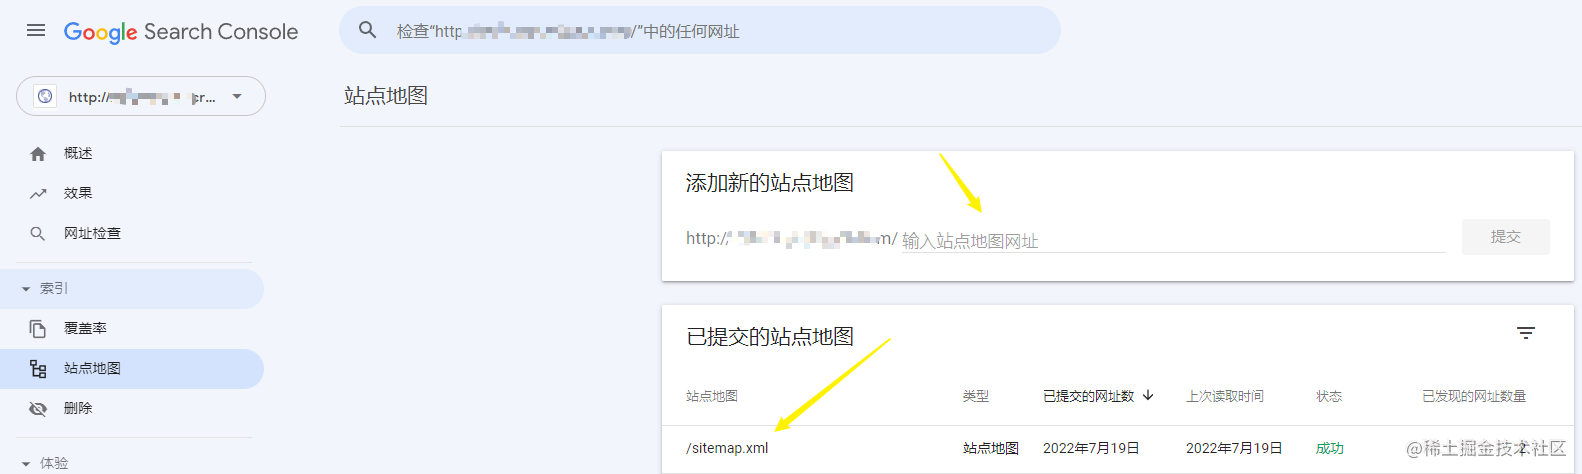 Google Search Console
检查“http /”中的任何网址
http:// cr...
站点地图
概述
效果
网址检查
索引
覆盖率
站点地图
删除
体验
添加新的站点地图
http:// m/ 输入站点地图网址
提交
已提交的站点地图
站点地图 类型 已提交的网址数 上次读取时间 状态 已发现的网址数量
/sitemap.xml 站点地图 2022年7月19日 2022年7月19日 成功 2
@稀土掘金技术社区